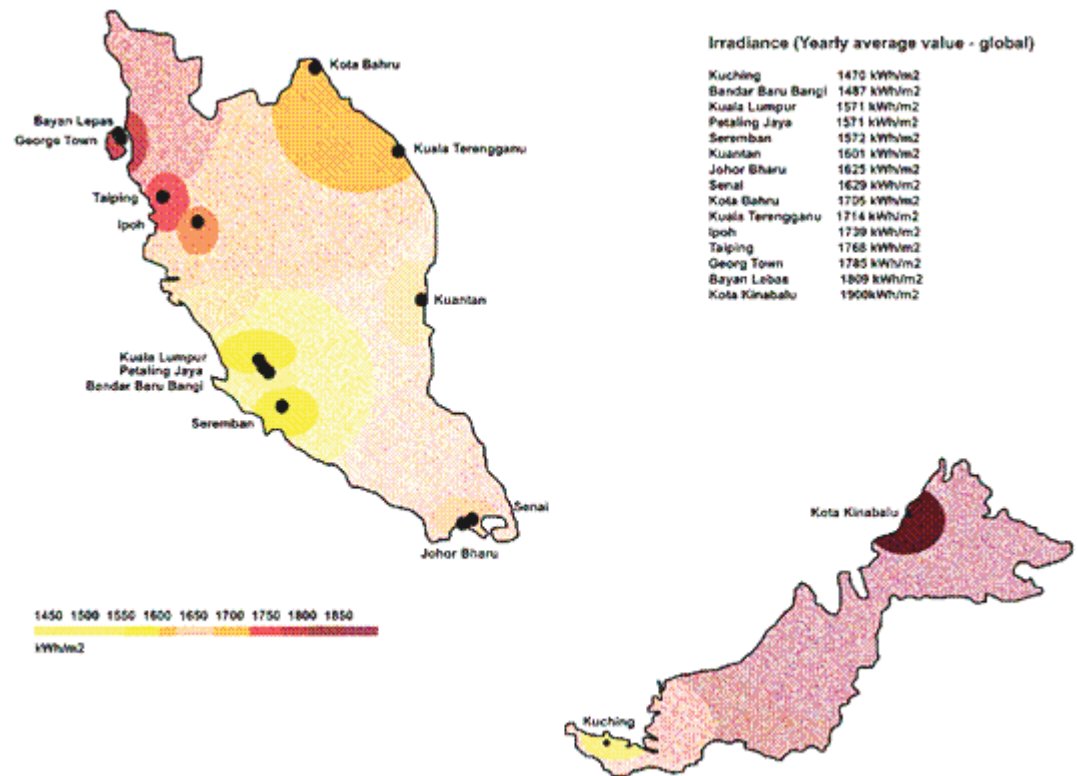 Kota Bahru
Bayan Lepas
George Town
Kuala Terengganu
Taiping
Ipoh
Kuantan
Kuala Lumpur
Petaling Jaya
Bandar Baru Bangi
Seremban
Senai
Johor Bharu
1450 1500 1550 1600 1650 1700 1750 1800 1850
kWh/m2
Irradiance (Yearly average value - global)
Kuching 1470 kWh/m2
Bandar Baru Bangi 1487 kWh/m2
Kuala Lumpur 1571 kWh/m2
Petaling Jaya 1571 kWh/m2
Seremban 1572 kWh/m2
Kuantan 1601 kWh/m2
Johor Bharu 1625 kWh/m2
Senai 1629 kWh/m2
Kota Bahru 1705 kWh/m2
Kuala Terengganu 1714 kWh/m2
Ipoh 1739 kWh/m2
Taiping 1768 kWh/m2
Georg Town 1785 kWh/m2
Bayan Lebas 1809 kWh/m2
Kota Kinabalu 1900kWh/m2
Kota Kinabalu
Kuching